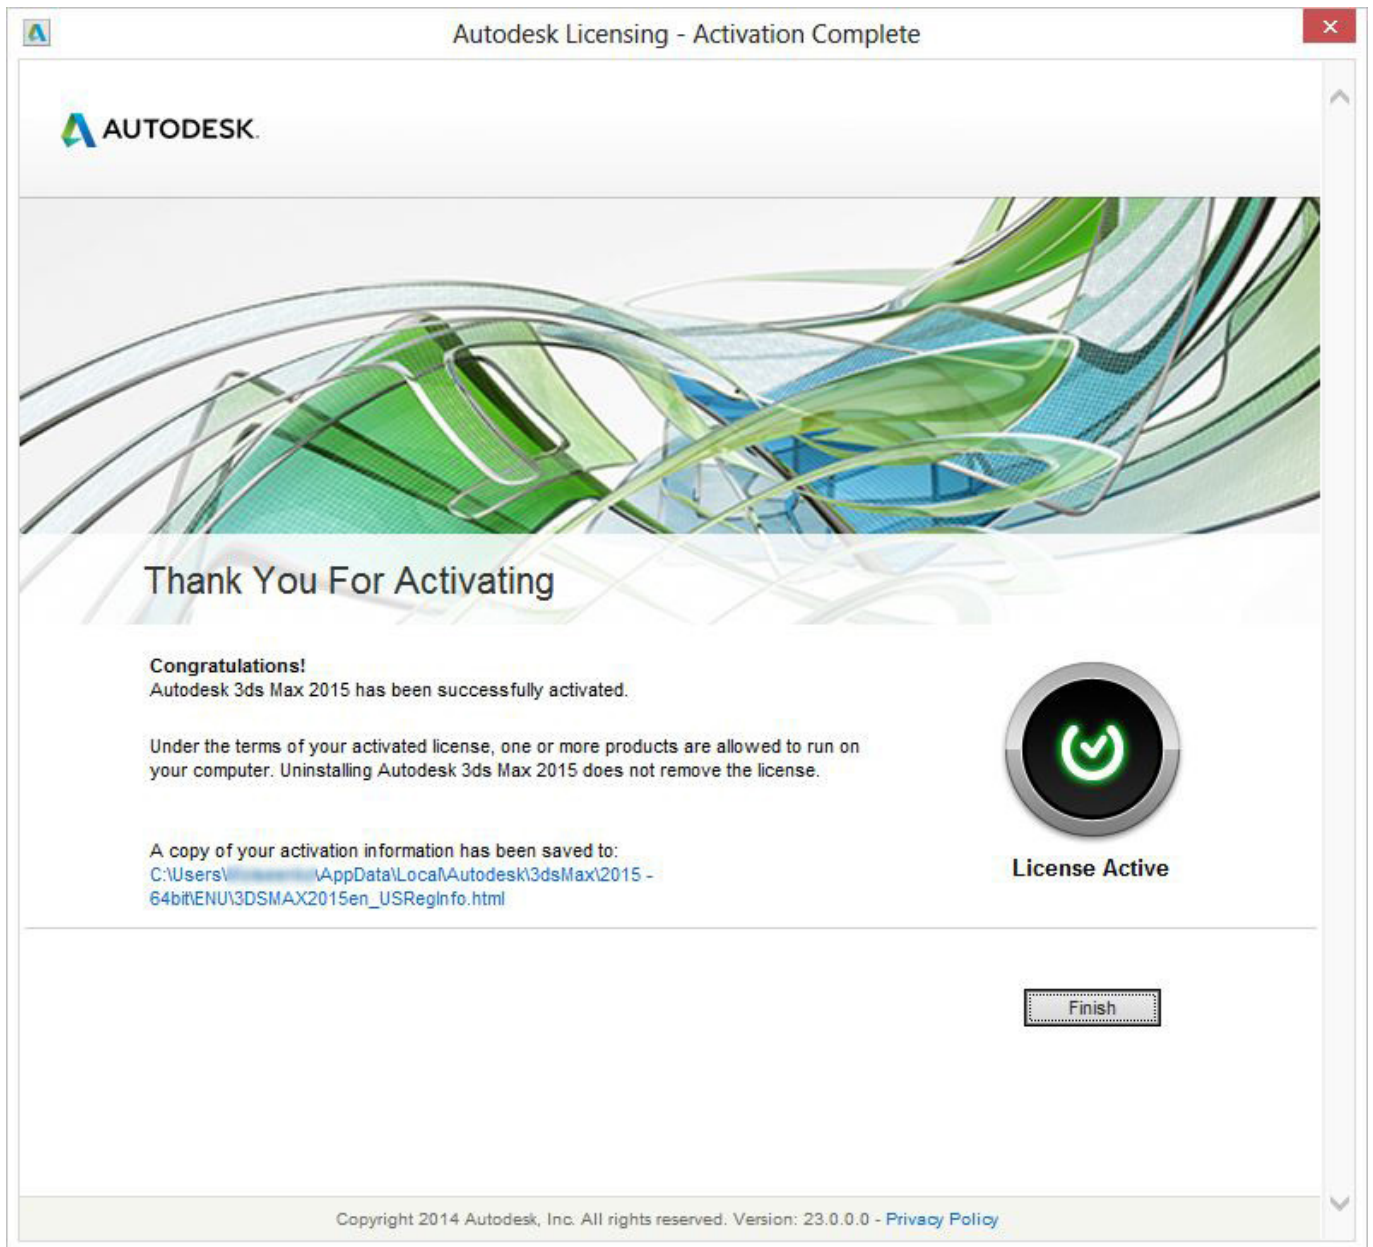 Autodesk Licensing - Activation Complete
AUTODESK.
Thank You For Activating
Congratulations!
Autodesk 3ds Max 2015 has been successfully activated.
Under the terms of your activated license, one or more products are allowed to run on
your computer. Uninstalling Autodesk 3ds Max 2015 does not remove the license.
A copy of your activation information has been saved to:
C:\Users\ \AppData\Local\Autodesk\3dsMax\2015 -
64bit\ENU\3DSMAX2015en_USRegInfo.html
License Active
Finish
Copyright 2014 Autodesk, Inc. All rights reserved. Version: 23.0.0.0 - Privacy Policy